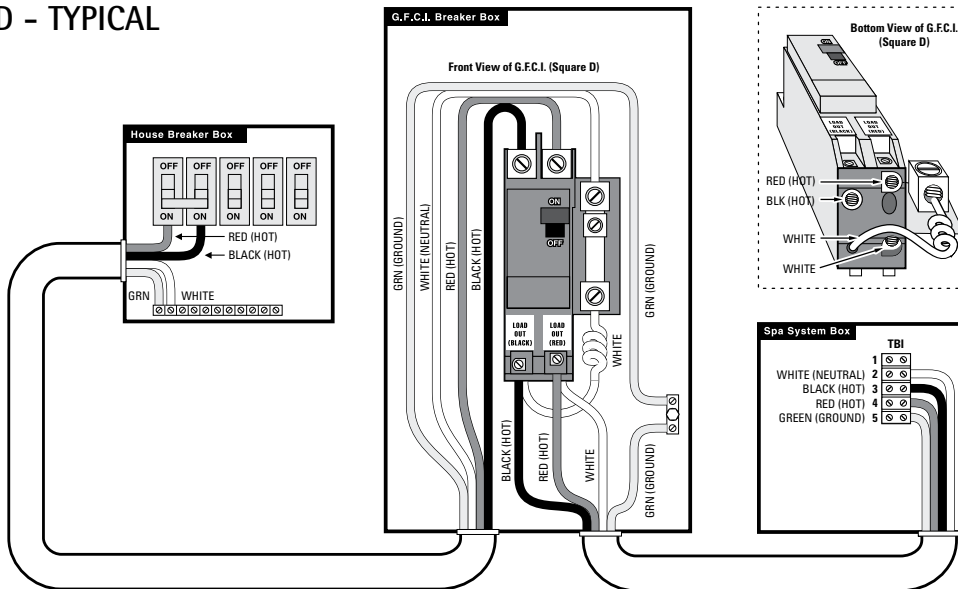 D - TYPICAL
House Breaker Box
OFF OFF OFF OFF OFF
ON ON ON ON ON
RED (HOT)
BLACK (HOT)
GRN WHITE
G.F.C.I. Breaker Box
Front View of G.F.C.I. (Square D)
GRN (GROUND)
WHITE (NEUTRAL)
RED (HOT)
BLACK (HOT)
ON
OFF
LOAD OUT (BLACK)
LOAD OUT (RED)
WHITE
GRN (GROUND)
BLACK (HOT)
RED (HOT)
WHITE
GRN (GROUND)
Bottom View of G.F.C.I.
(Square D)
LOAD OUT (BLACK)
LOAD OUT (RED)
RED (HOT)
BLK (HOT)
WHITE
WHITE
Spa System Box
TBI
1
WHITE (NEUTRAL) 2
BLACK (HOT) 3
RED (HOT) 4
GREEN (GROUND) 5